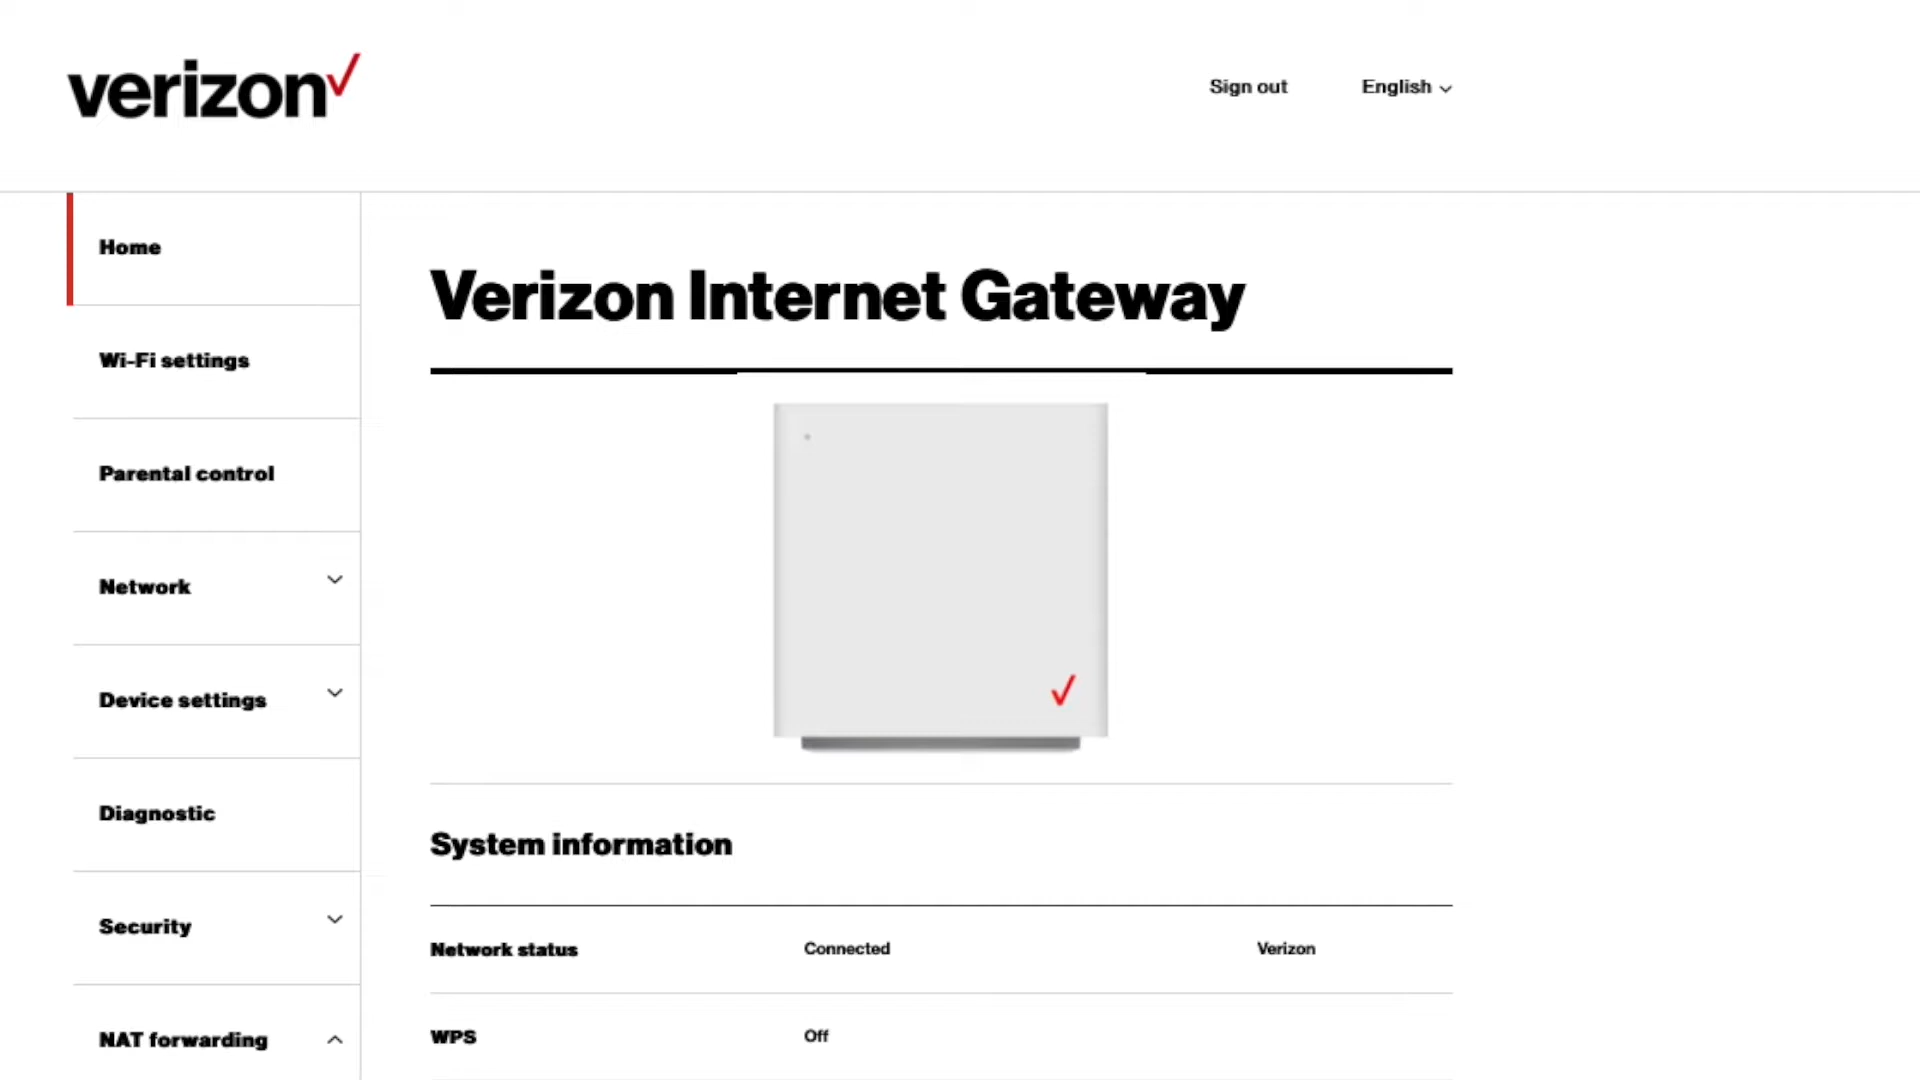 verizon
Sign out
English
Home
Wi-Fi settings
Parental control
Network
Device settings
Diagnostic
Security
NAT forwarding
Verizon Internet Gateway
System information
Network status Connected Verizon
WPS Off